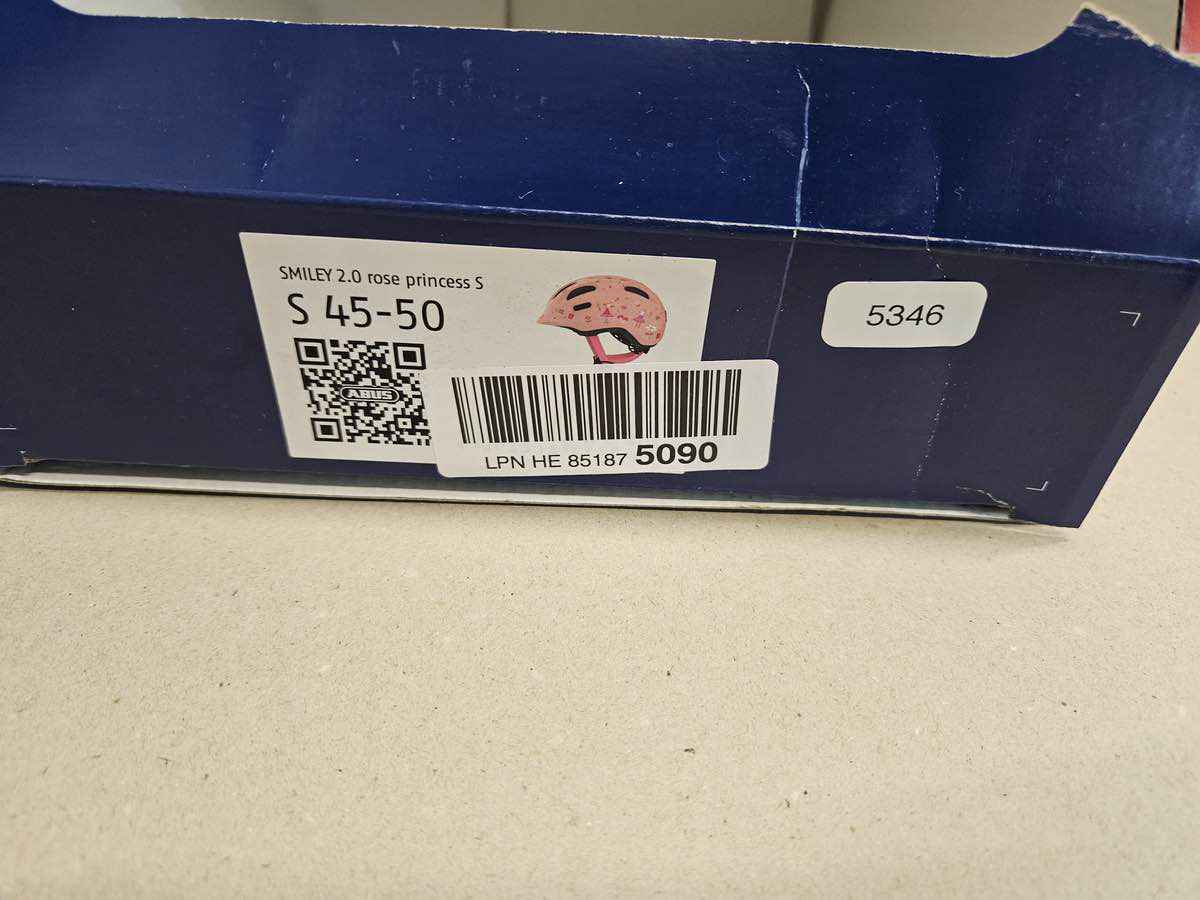 SMILEY 2.0 rose princess S
S 45-50
ABUS
LPN HE 85187 5090
5346